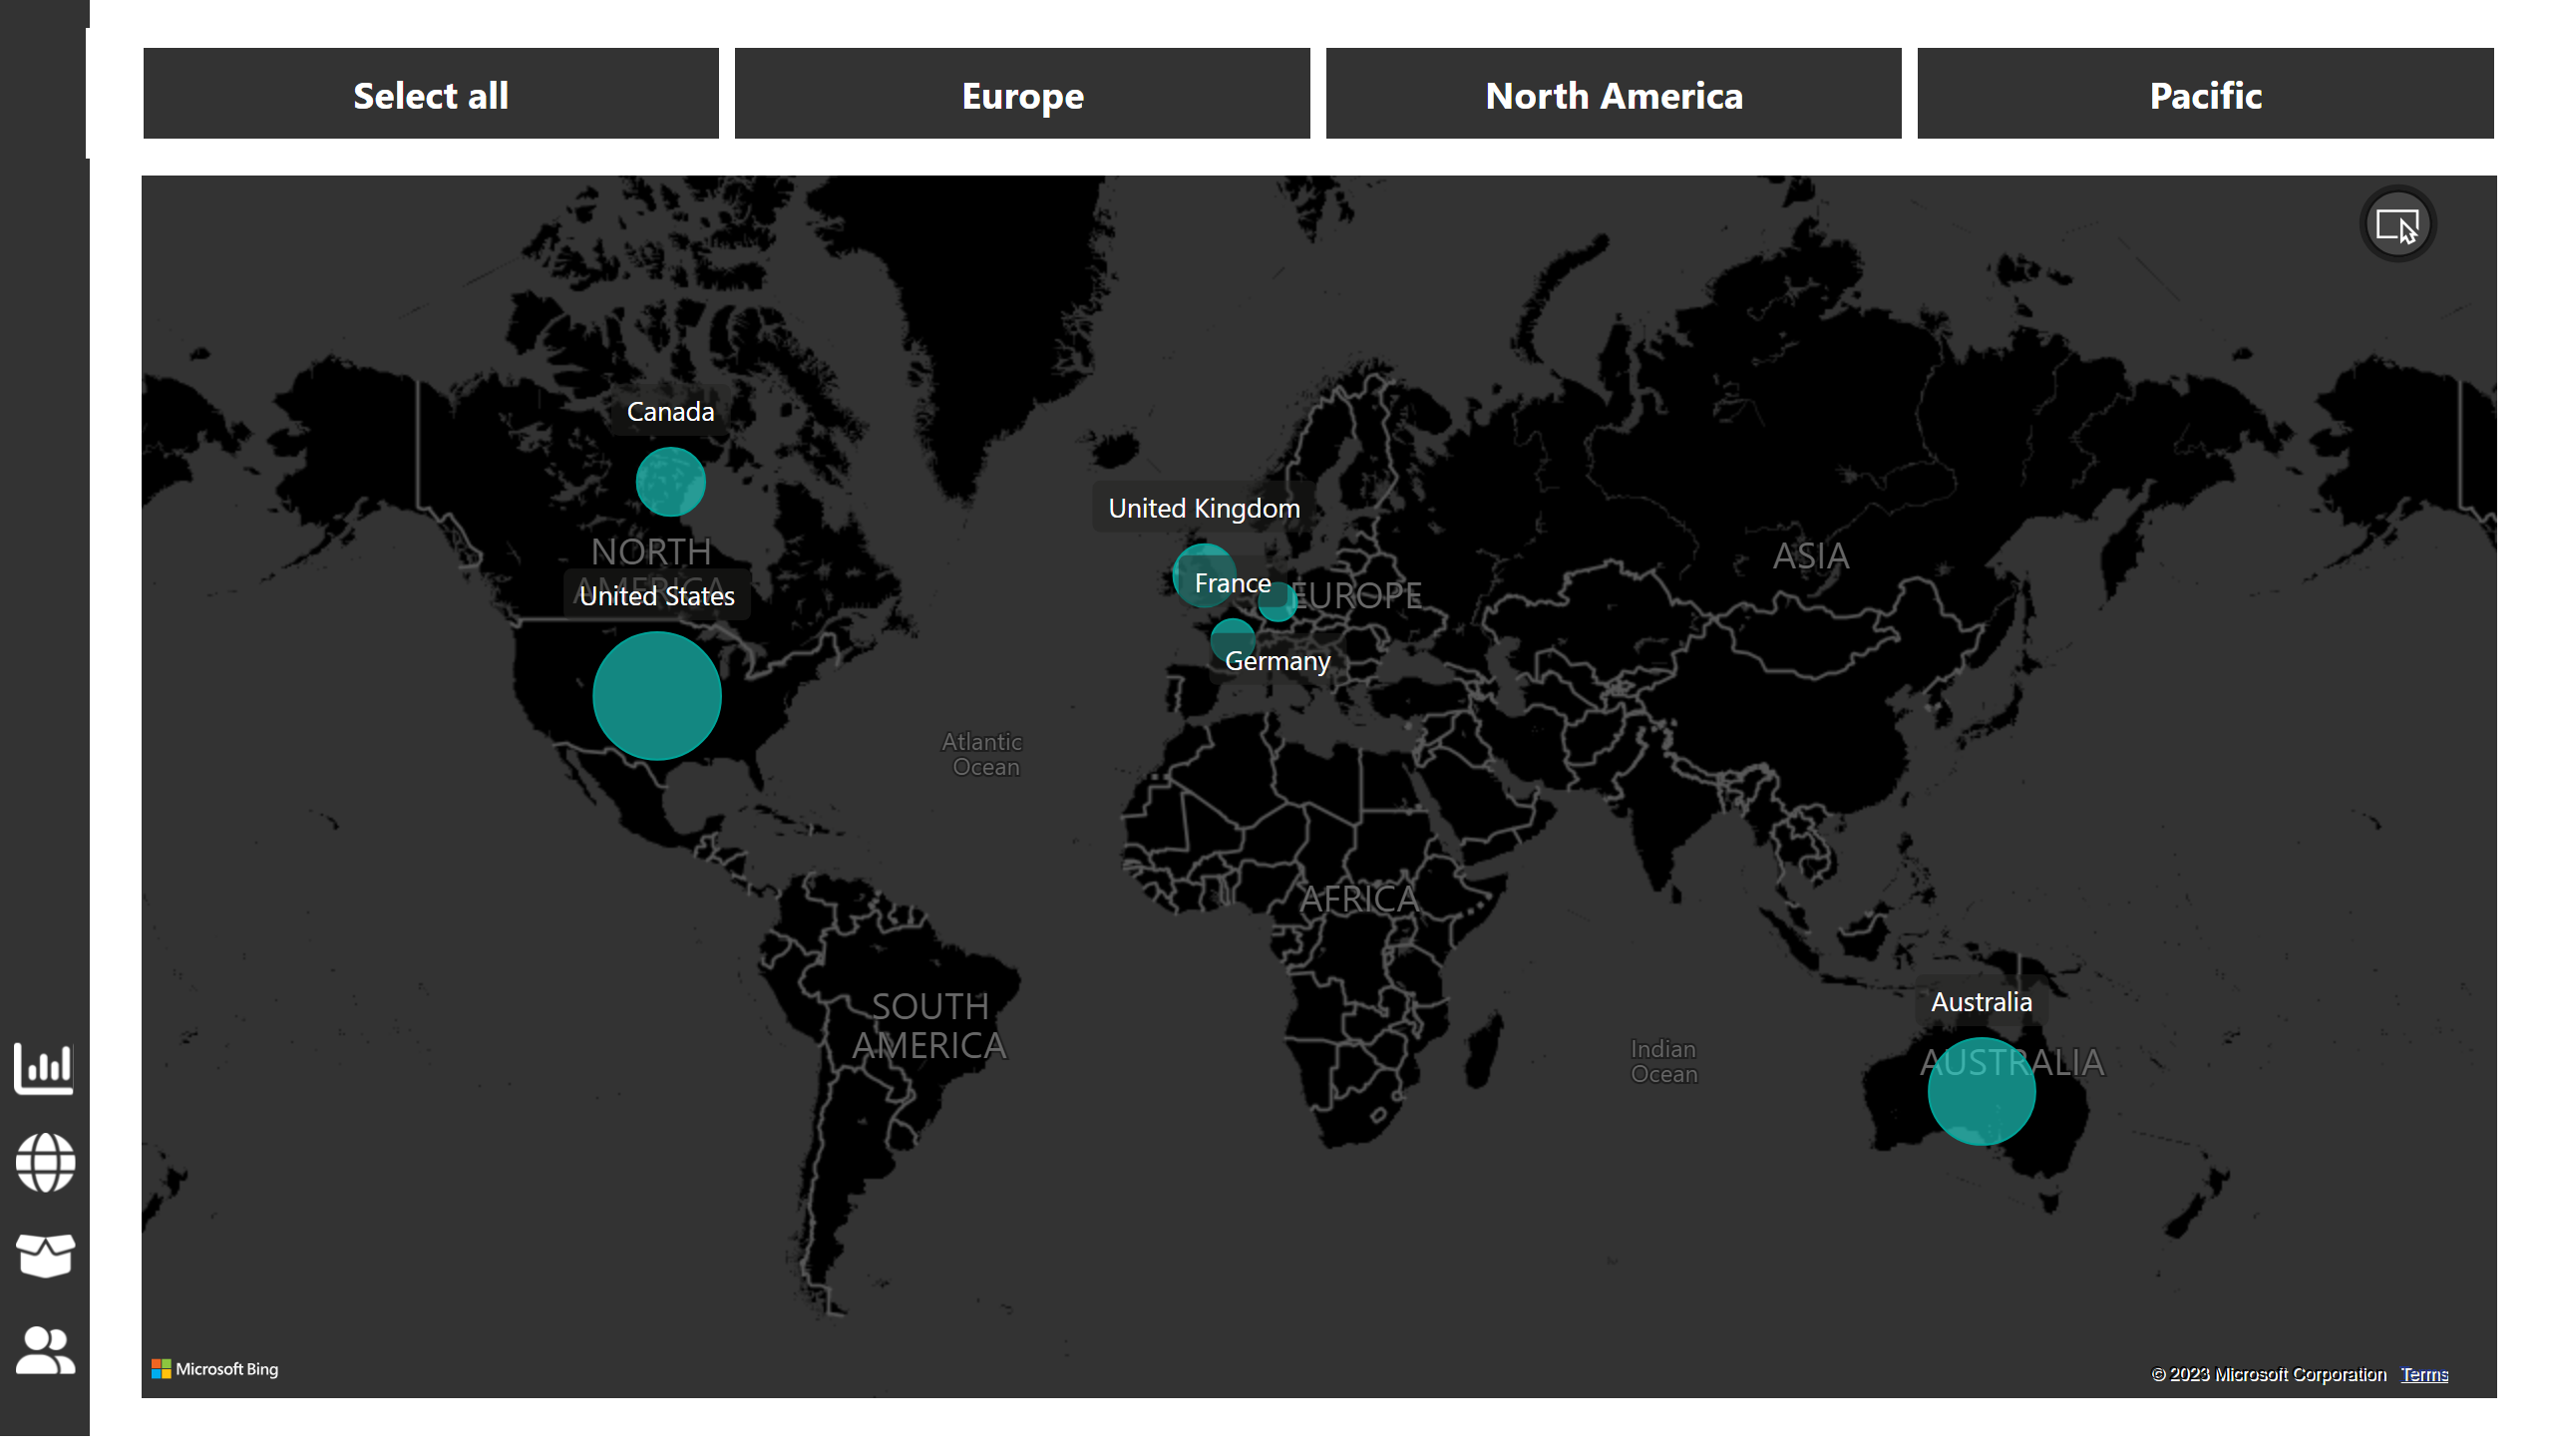 Select all
Europe
North America
Pacific
Canada
NORTH
AMERICA
United States
United Kingdom
France
EUROPE
Germany
ASIA
Atlantic
Ocean
AFRICA
SOUTH
AMERICA
Indian
Ocean
Australia
AUSTRALIA
Microsoft Bing
© 2023 Microsoft Corporation Terms